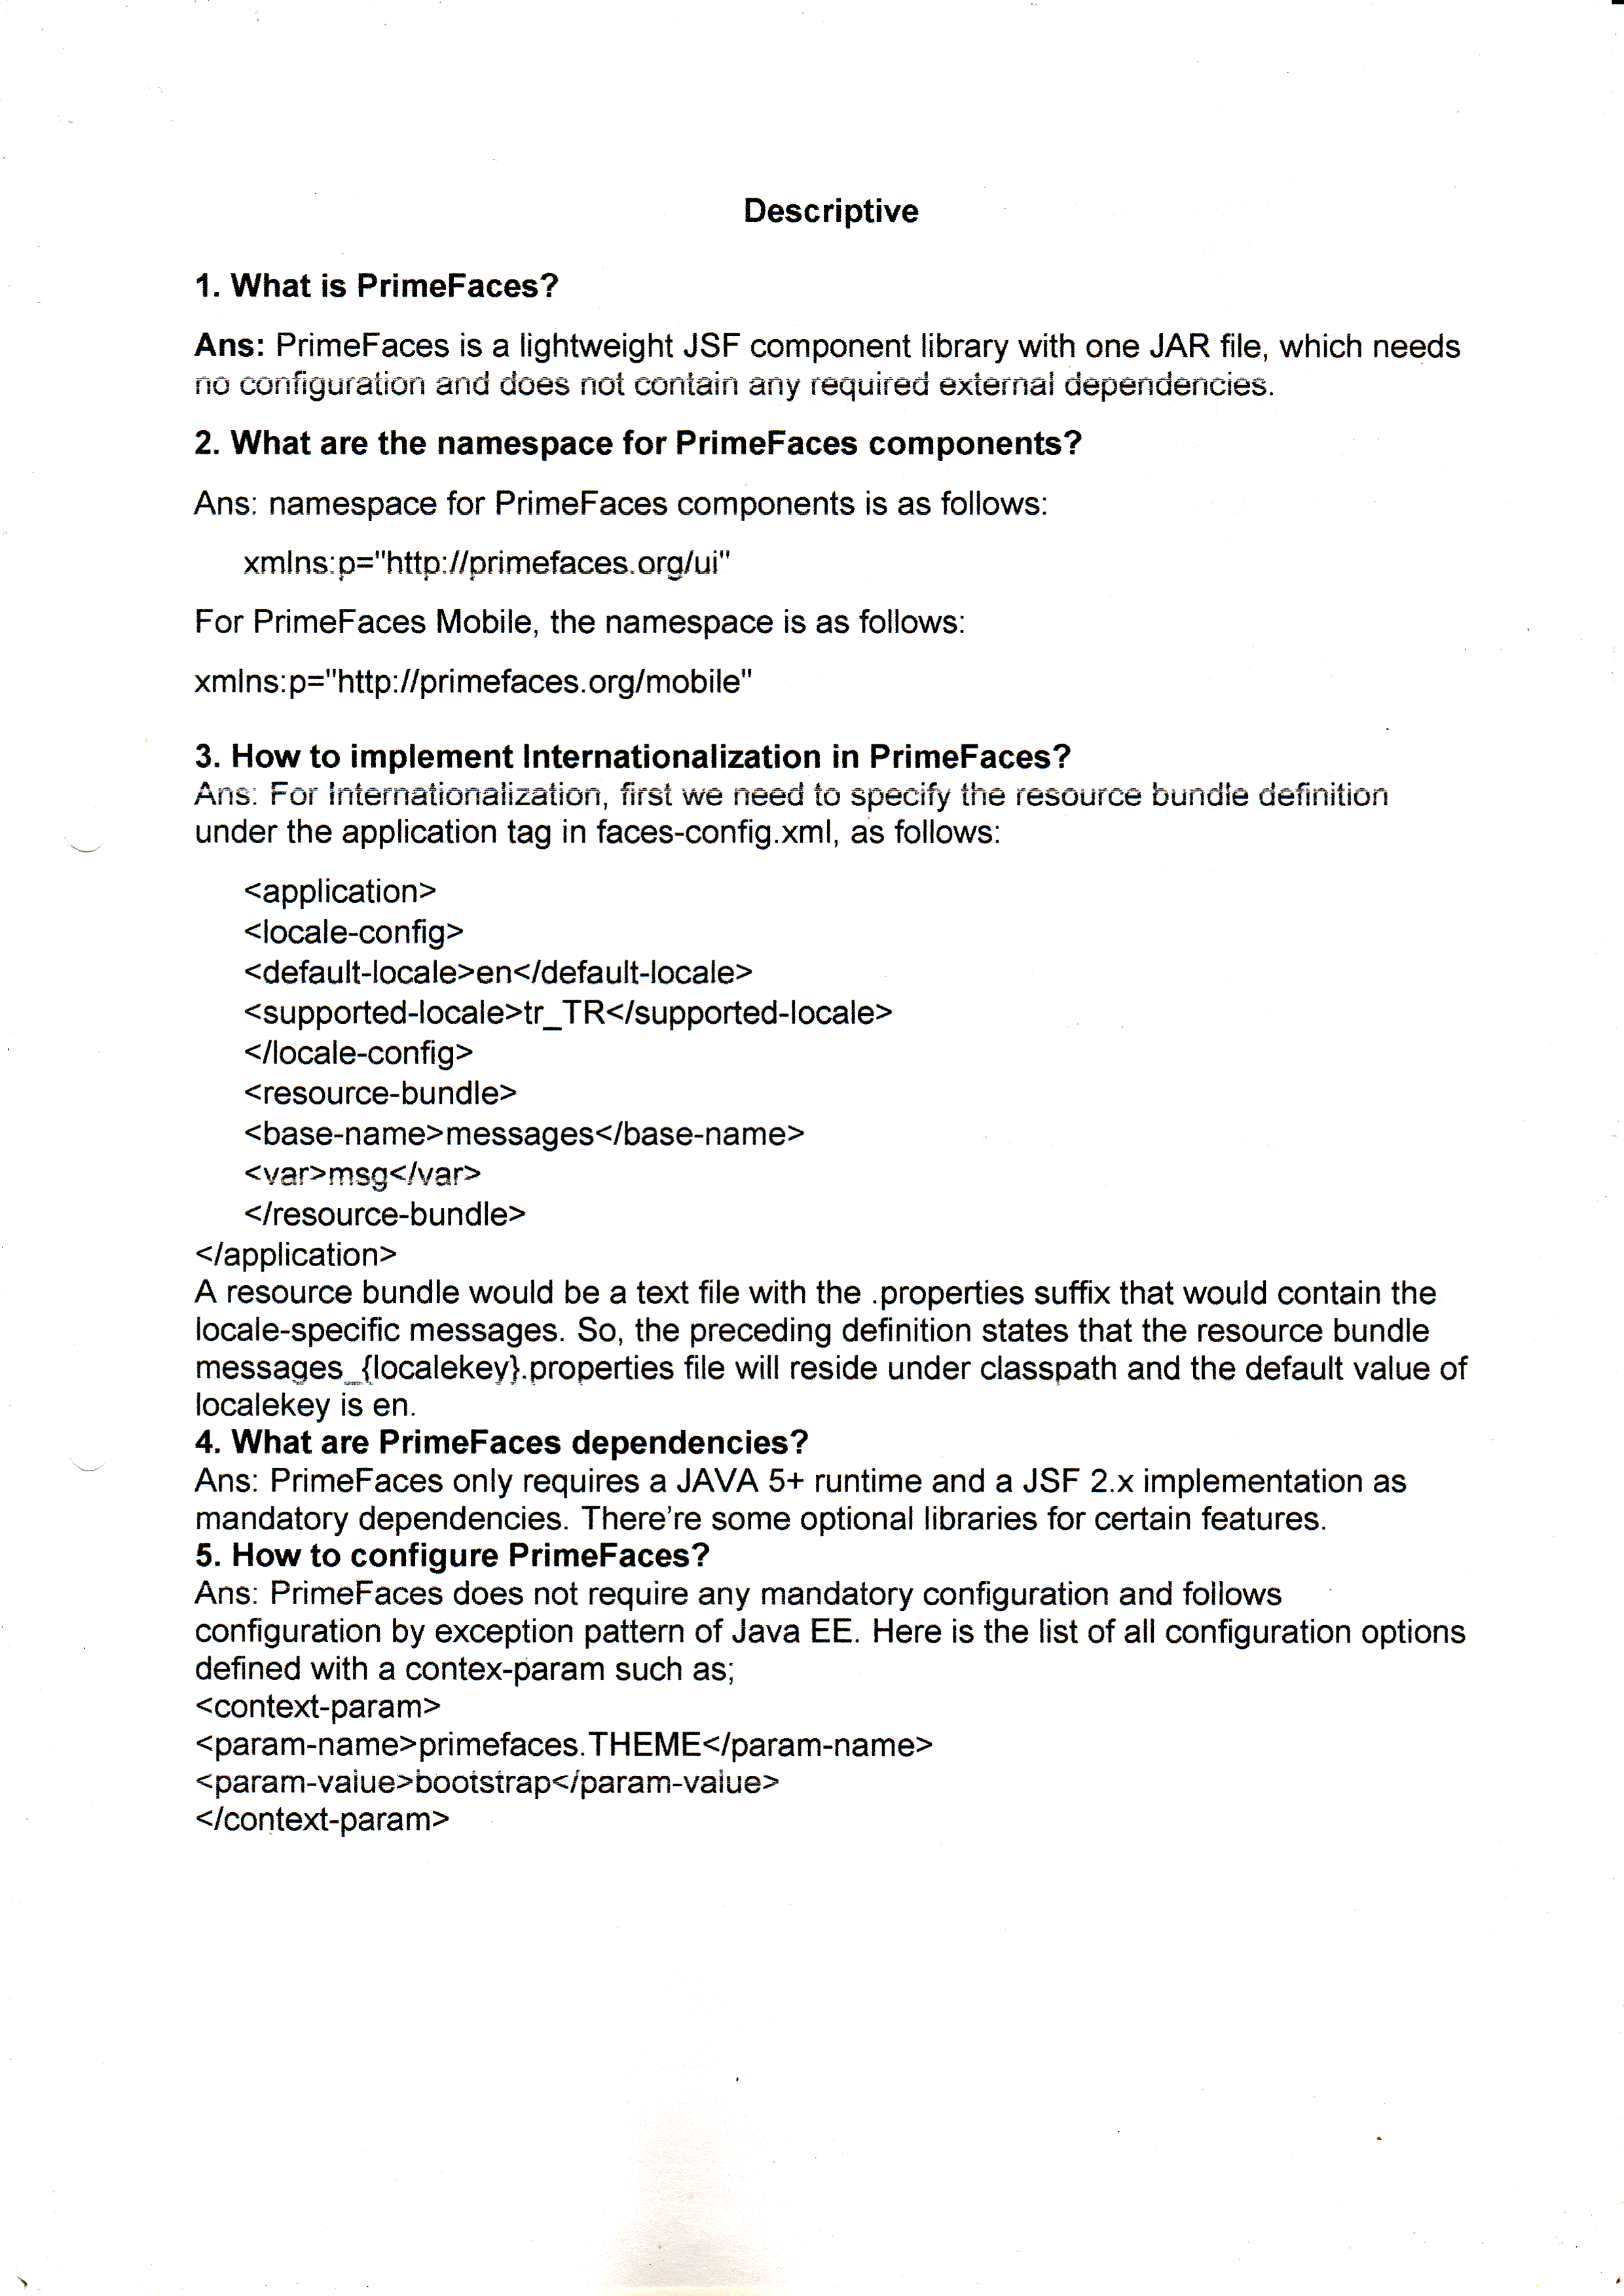 Descriptive
1. What is PrimeFaces?
Ans: PrimeFaces is a lightweight JSF component library with one JAR file, which needs
no configuration and does not contain any required external dependencies.
2. What are the namespace for PrimeFaces components?
Ans: namespace for PrimeFaces components is as follows:
xmlns:p="http://primefaces.org/ui"
For PrimeFaces Mobile, the namespace is as follows:
xmlns:p="http://primefaces.org/mobile"
3. How to implement Internationalization in PrimeFaces?
Ans: For Internationalization, first we need to specify the resource bundle definition
under the application tag in faces-config.xml, as follows:
<application>
<locale-config>
<default-locale>en</default-locale>
<supported-locale>tr_TR</supported-locale>
</locale-config>
<resource-bundle>
<base-name>messages</base-name>
<var>msg</var>
</resource-bundle>
</application>
A resource bundle would be a text file with the .properties suffix that would contain the
locale-specific messages. So, the preceding definition states that the resource bundle
messages_{localekey}.properties file will reside under classpath and the default value of
localekey is en.
4. What are PrimeFaces dependencies?
Ans: PrimeFaces only requires a JAVA 5+ runtime and a JSF 2.x implementation as
mandatory dependencies. There're some optional libraries for certain features.
5. How to configure PrimeFaces?
Ans: PrimeFaces does not require any mandatory configuration and follows
configuration by exception pattern of Java EE. Here is the list of all configuration options
defined with a contex-param such as;
<context-param>
<param-name>primefaces.THEME</param-name>
<param-value>bootstrap</param-value>
</context-param>